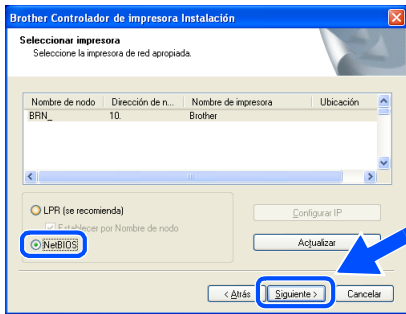 Brother Controlador de impresora Instalación
Seleccionar impresora
Seleccione la impresora de red apropiada.
Nombre de nodo Dirección de n... Nombre de impresora Ubicación
BRN_ 10. Brother
LPR (se recomienda)
Establecer por Nombre de nodo
NetBIOS
Configurar IP
Actualizar
< Atrás Siguiente > Cancelar